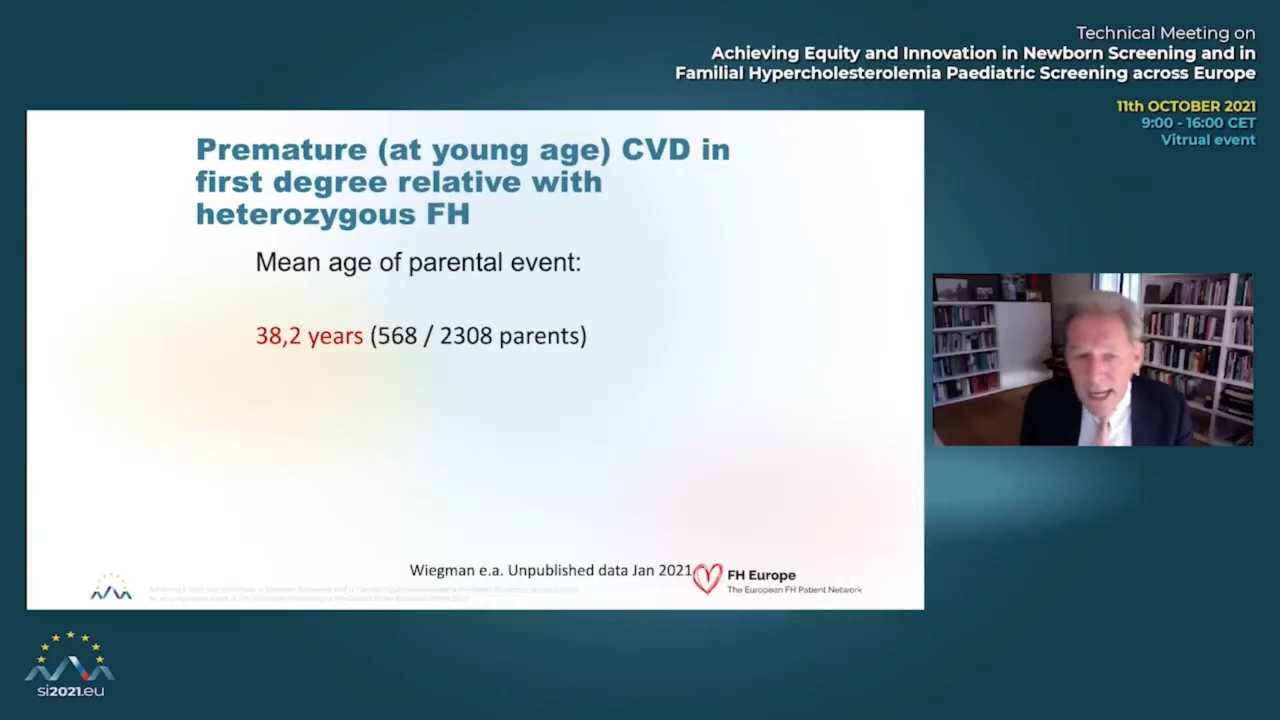 Technical Meeting on
Achieving Equity and Innovation in Newborn Screening and in
Familial Hypercholesterolemia Paediatric Screening across Europe
11th OCTOBER 2021
9:00 - 16:00 CET
Vitrual event
Premature (at young age) CVD in
first degree relative with
heterozygous FH
Mean age of parental event:
38,2 years (568 / 2308 parents)
Wiegman e.a. Unpublished data Jan 2021
FH Europe
The European FH Patient Network
si2021.eu